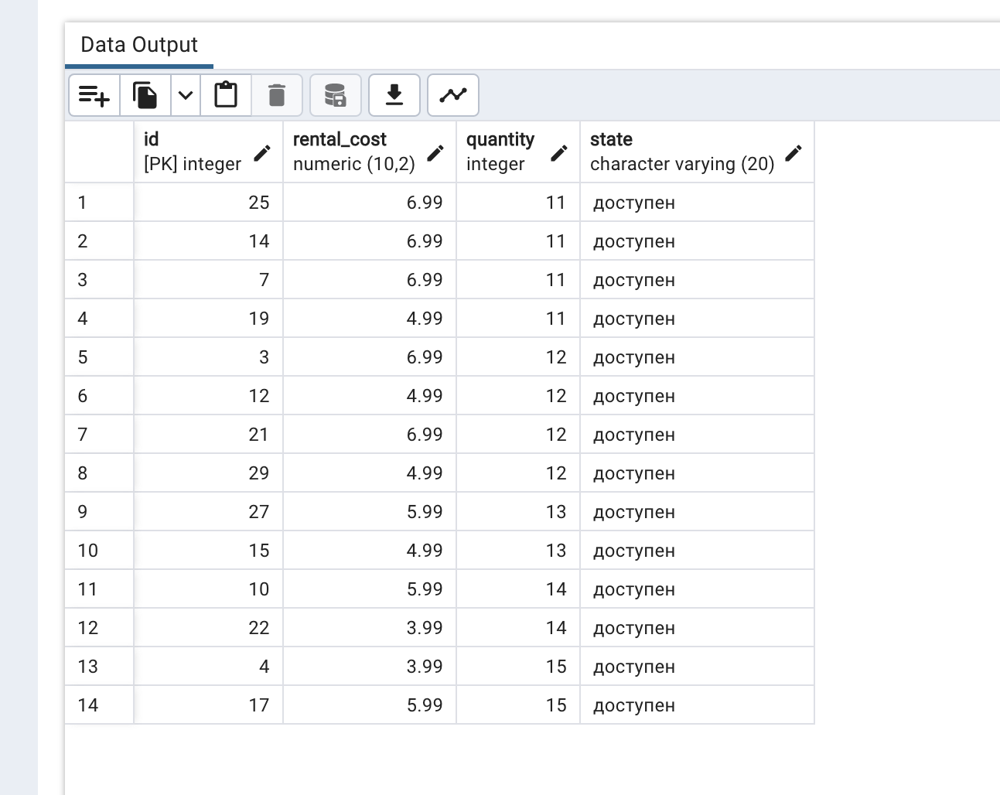 Data Output
id rental_cost quantity state
[PK] integer numeric (10,2) integer character varying (20)
1 25 6.99 11 доступен
2 14 6.99 11 доступен
3 7 6.99 11 доступен
4 19 4.99 11 доступен
5 3 6.99 12 доступен
6 12 4.99 12 доступен
7 21 6.99 12 доступен
8 29 4.99 12 доступен
9 27 5.99 13 доступен
10 15 4.99 13 доступен
11 10 5.99 14 доступен
12 22 3.99 14 доступен
13 4 3.99 15 доступен
14 17 5.99 15 доступен